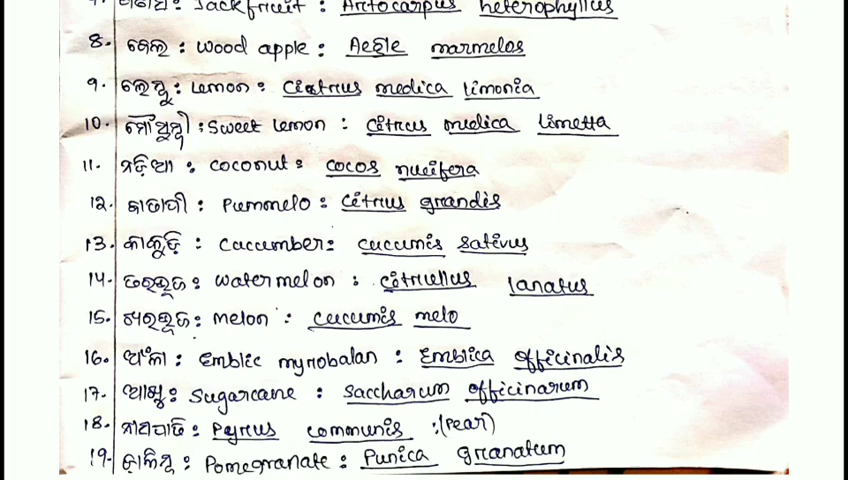 Jackfruit : Artocarpus heterophyllus
8. ବେଲ : Wood apple : Aegle marmelos
9. ଲେମ୍ବୁ : Lemon : Citrus medica limonia
10. ମୌସୁମ୍ବୀ : Sweet Lemon : Citrus medica limetta
11. ନଡ଼ିଆ : coconut : cocos nucifera
12. ବାତାପୀ : Pummelo : Citrus grandis
13. କାକୁଡ଼ି : Cucumber : cucumis sativus
14. ତରଭୁଜ : watermelon : citrullus lanatus
15. ଖରଭୁଜ : melon : cucumis melo
16. ଅଁଳା : Emblic myrobalan : Emblica officinalis
17. ଆଖୁ : Sugarcane : Saccharum officinarum
18. ନାସପାତି : Pyrus communis : (Pear)
19. ଡାଳିମ୍ବ : Pomegranate : Punica granatum